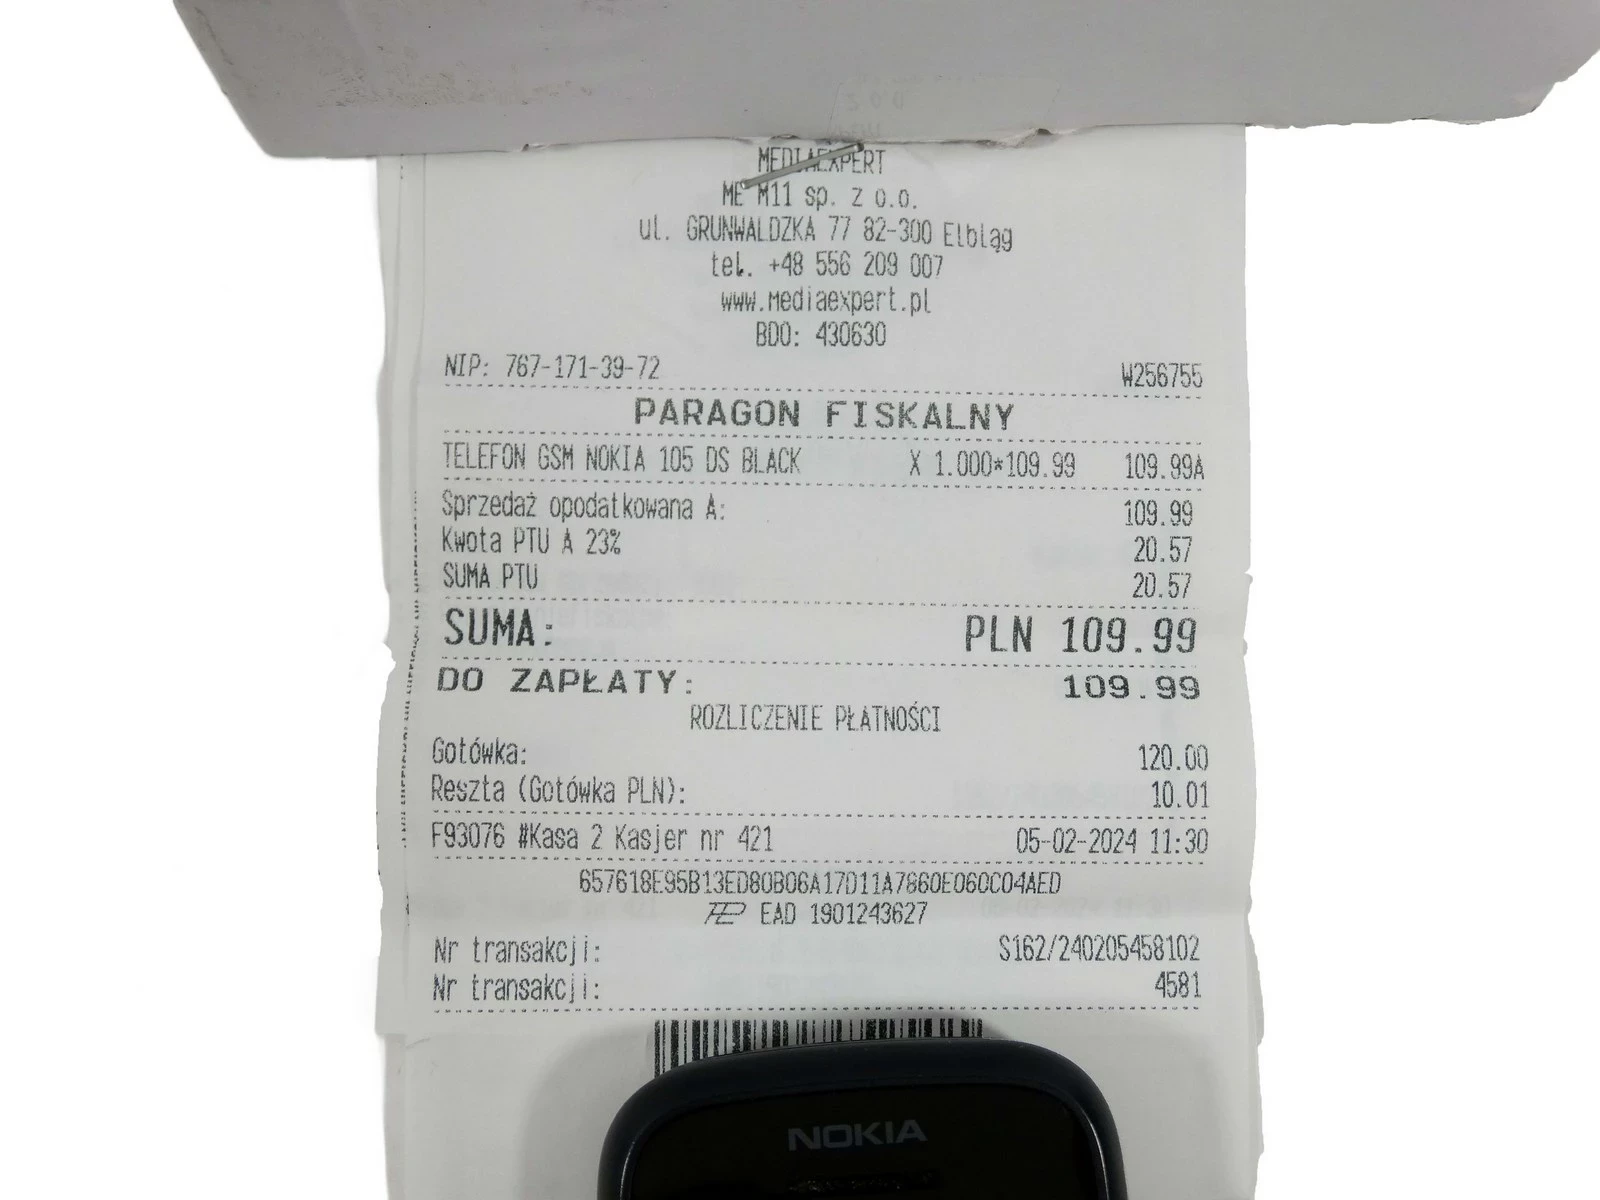 MEDIAEXPERT
ME M11 sp. z o.o.
ul. GRUNWALDZKA 77 82-300 Elbląg
tel. +48 556 209 007
www.mediaexpert.pl
BDO: 430630
NIP: 767-171-39-72 W256755
PARAGON FISKALNY
TELEFON GSM NOKIA 105 DS BLACK X 1.000*109.99 109.99A
Sprzedaż opodatkowana A: 109.99
Kwota PTU A 23% 20.57
SUMA PTU 20.57
SUMA: PLN 109.99
DO ZAPŁATY: 109.99
ROZLICZENIE PŁATNOŚCI
Gotówka: 120.00
Reszta (Gotówka PLN): 10.01
F93076 #Kasa 2 Kasjer nr 421 05-02-2024 11:30
657618E95B13ED80B06A17D11A7860E060C04AED
EAD 1901243627
Nr transakcji: S162/240205458102
Nr transakcji: 4581
NOKIA